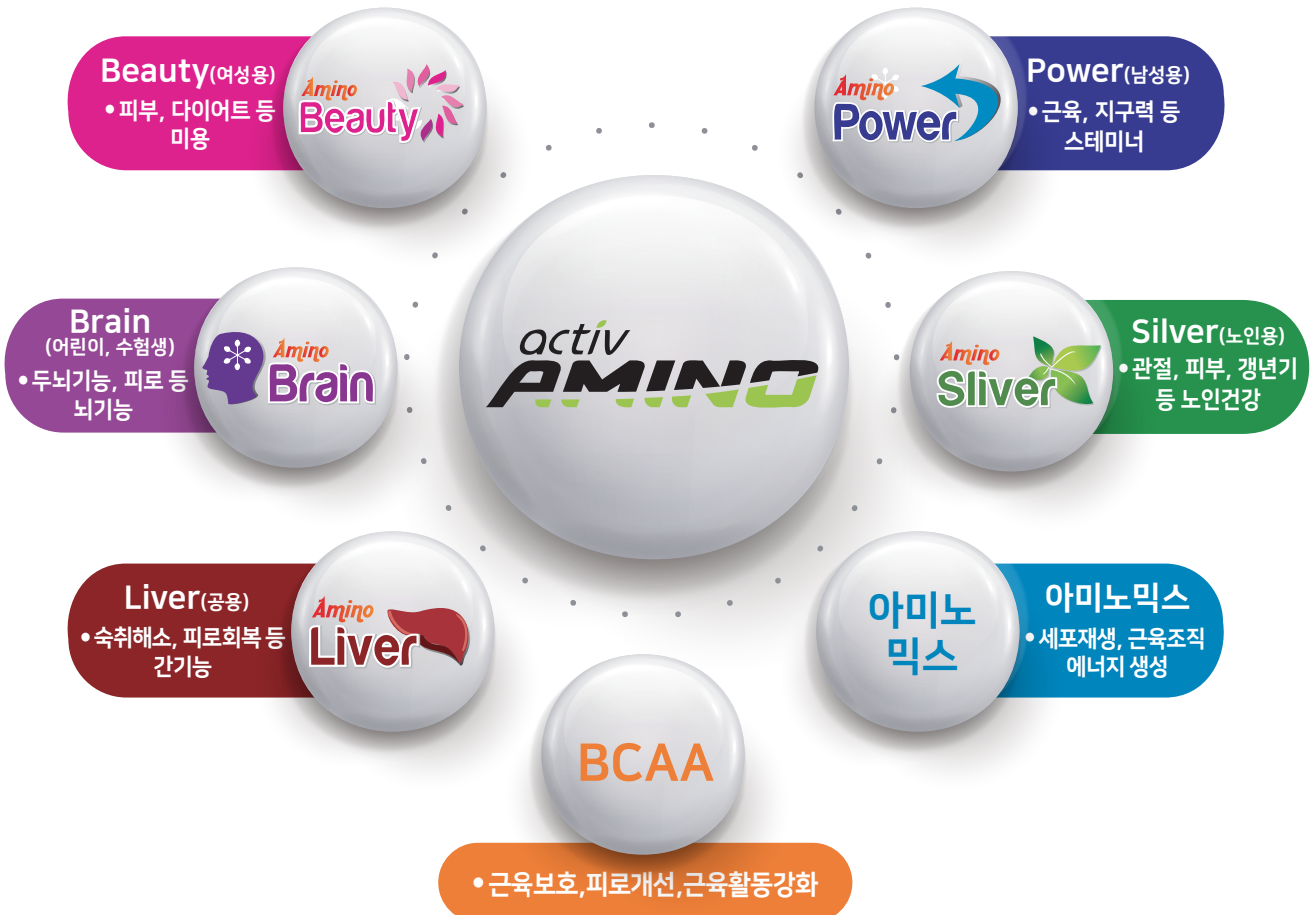 Beauty(여성용)
• 피부, 다이어트 등
미용
Amino
Beauty
Amino
Power
Power(남성용)
• 근육, 지구력 등
스테미너
activ
AMINO
Brain
(어린이, 수험생)
• 두뇌기능, 피로 등
뇌기능
Amino
Brain
Amino
Sliver
Silver(노인용)
• 관절, 피부, 갱년기
등 노인건강
Liver(공용)
• 숙취해소, 피로회복 등
간기능
Amino
Liver
아미노
믹스
아미노믹스
• 세포재생, 근육조직
에너지 생성
BCAA
• 근육보호,피로개선,근육활동강화